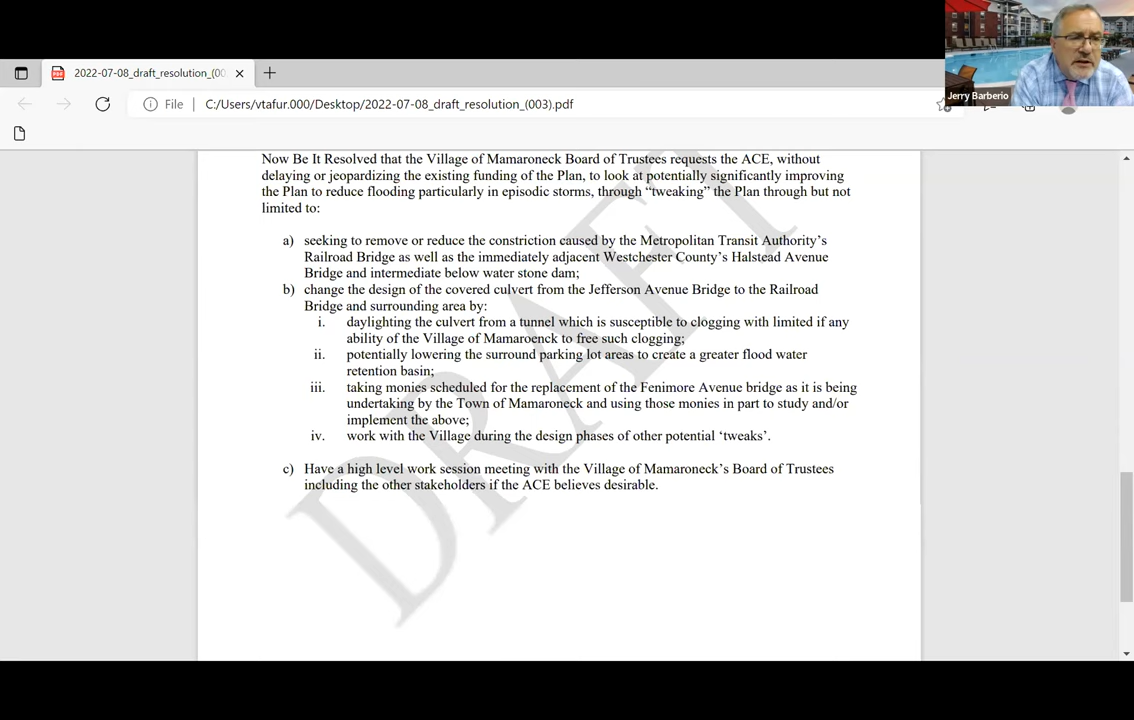 2022-07-08_draft_resolution_(00
File
C:/Users/vtafur.000/Desktop/2022-07-08_draft_resolution_(003).pdf
Jerry Barberio
Now Be It Resolved that the Village of Mamaroneck Board of Trustees requests the ACE, without
delaying or jeopardizing the existing funding of the Plan, to look at potentially significantly improving
the Plan to reduce flooding particularly in episodic storms, through “tweaking” the Plan through but not
limited to:
a) seeking to remove or reduce the constriction caused by the Metropolitan Transit Authority’s
Railroad Bridge as well as the immediately adjacent Westchester County’s Halstead Avenue
Bridge and intermediate below water stone dam;
b) change the design of the covered culvert from the Jefferson Avenue Bridge to the Railroad
Bridge and surrounding area by:
i. daylighting the culvert from a tunnel which is susceptible to clogging with limited if any
ability of the Village of Mamaroenck to free such clogging;
ii. potentially lowering the surround parking lot areas to create a greater flood water
retention basin;
iii. taking monies scheduled for the replacement of the Fenimore Avenue bridge as it is being
undertaking by the Town of Mamaroneck and using those monies in part to study and/or
implement the above;
iv. work with the Village during the design phases of other potential ‘tweaks’.
c) Have a high level work session meeting with the Village of Mamaroneck’s Board of Trustees
including the other stakeholders if the ACE believes desirable.
DRAFT